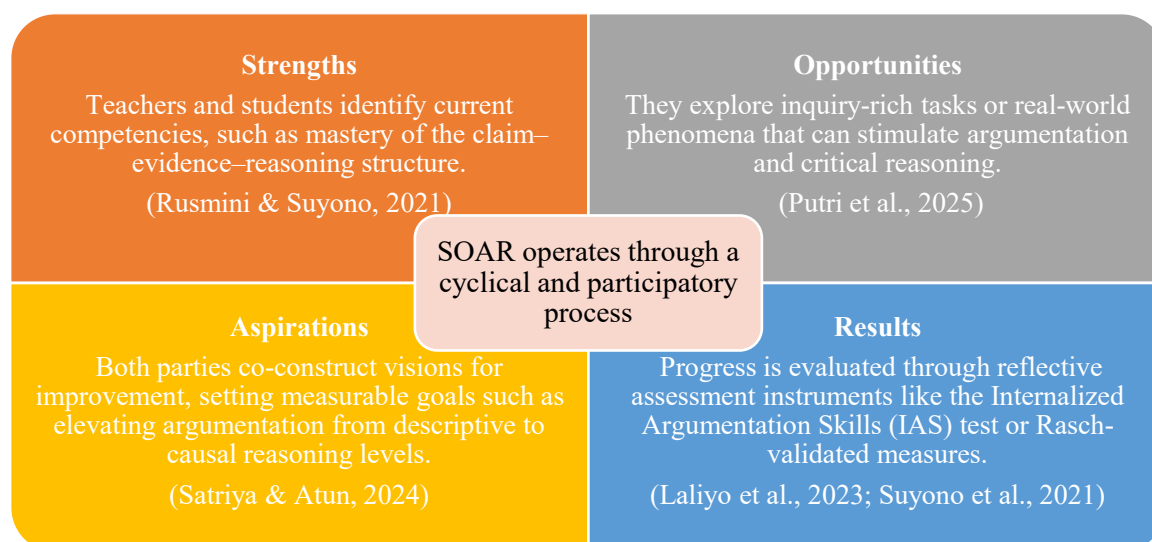 Strengths
Teachers and students identify current
competencies, such as mastery of the claim–
evidence–reasoning structure.
(Rusmini & Suyono, 2021)
Opportunities
They explore inquiry-rich tasks or real-world
phenomena that can stimulate argumentation
and critical reasoning.
(Putri et al., 2025)
SOAR operates through a
cyclical and participatory
process
Aspirations
Both parties co-construct visions for
improvement, setting measurable goals such as
elevating argumentation from descriptive to
causal reasoning levels.
(Satriya & Atun, 2024)
Results
Progress is evaluated through reflective
assessment instruments like the Internalized
Argumentation Skills (IAS) test or Rasch-
validated measures.
(Laliyo et al., 2023; Suyono et al., 2021)